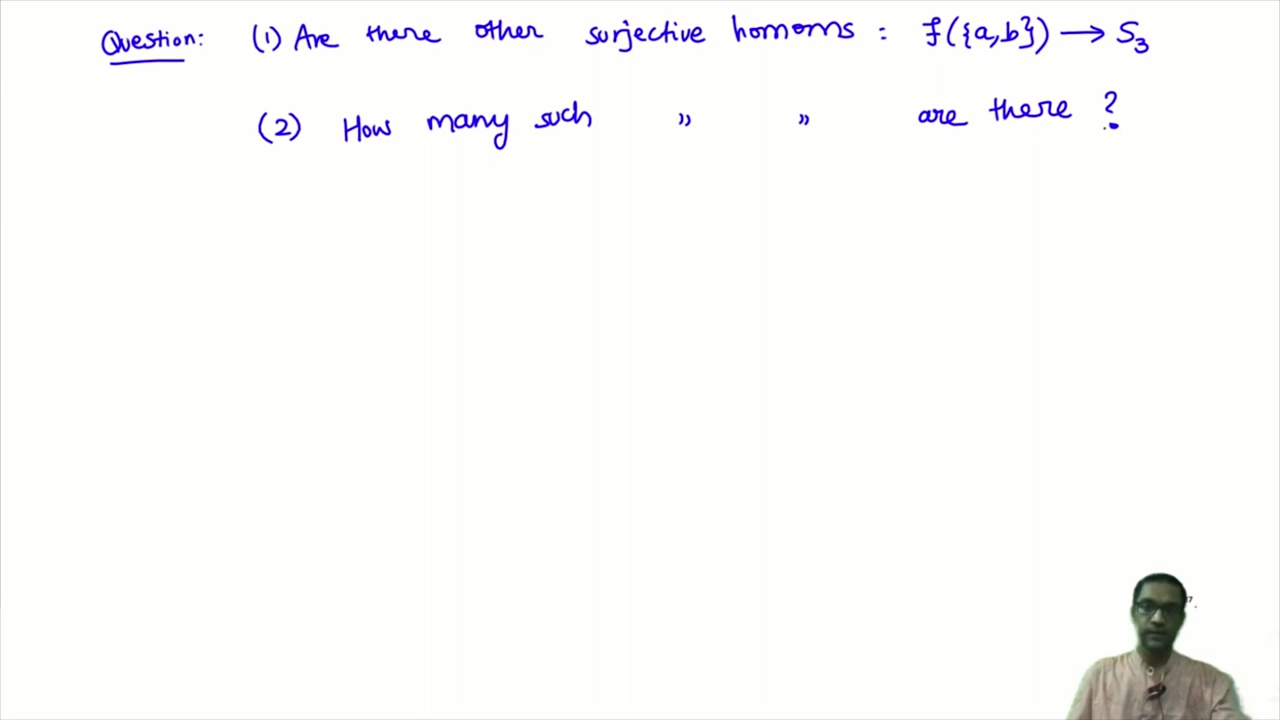 Question: (1) Are there other surjective homoms : F({a,b}) ⟶ S₃
(2) How many such " " are there ?